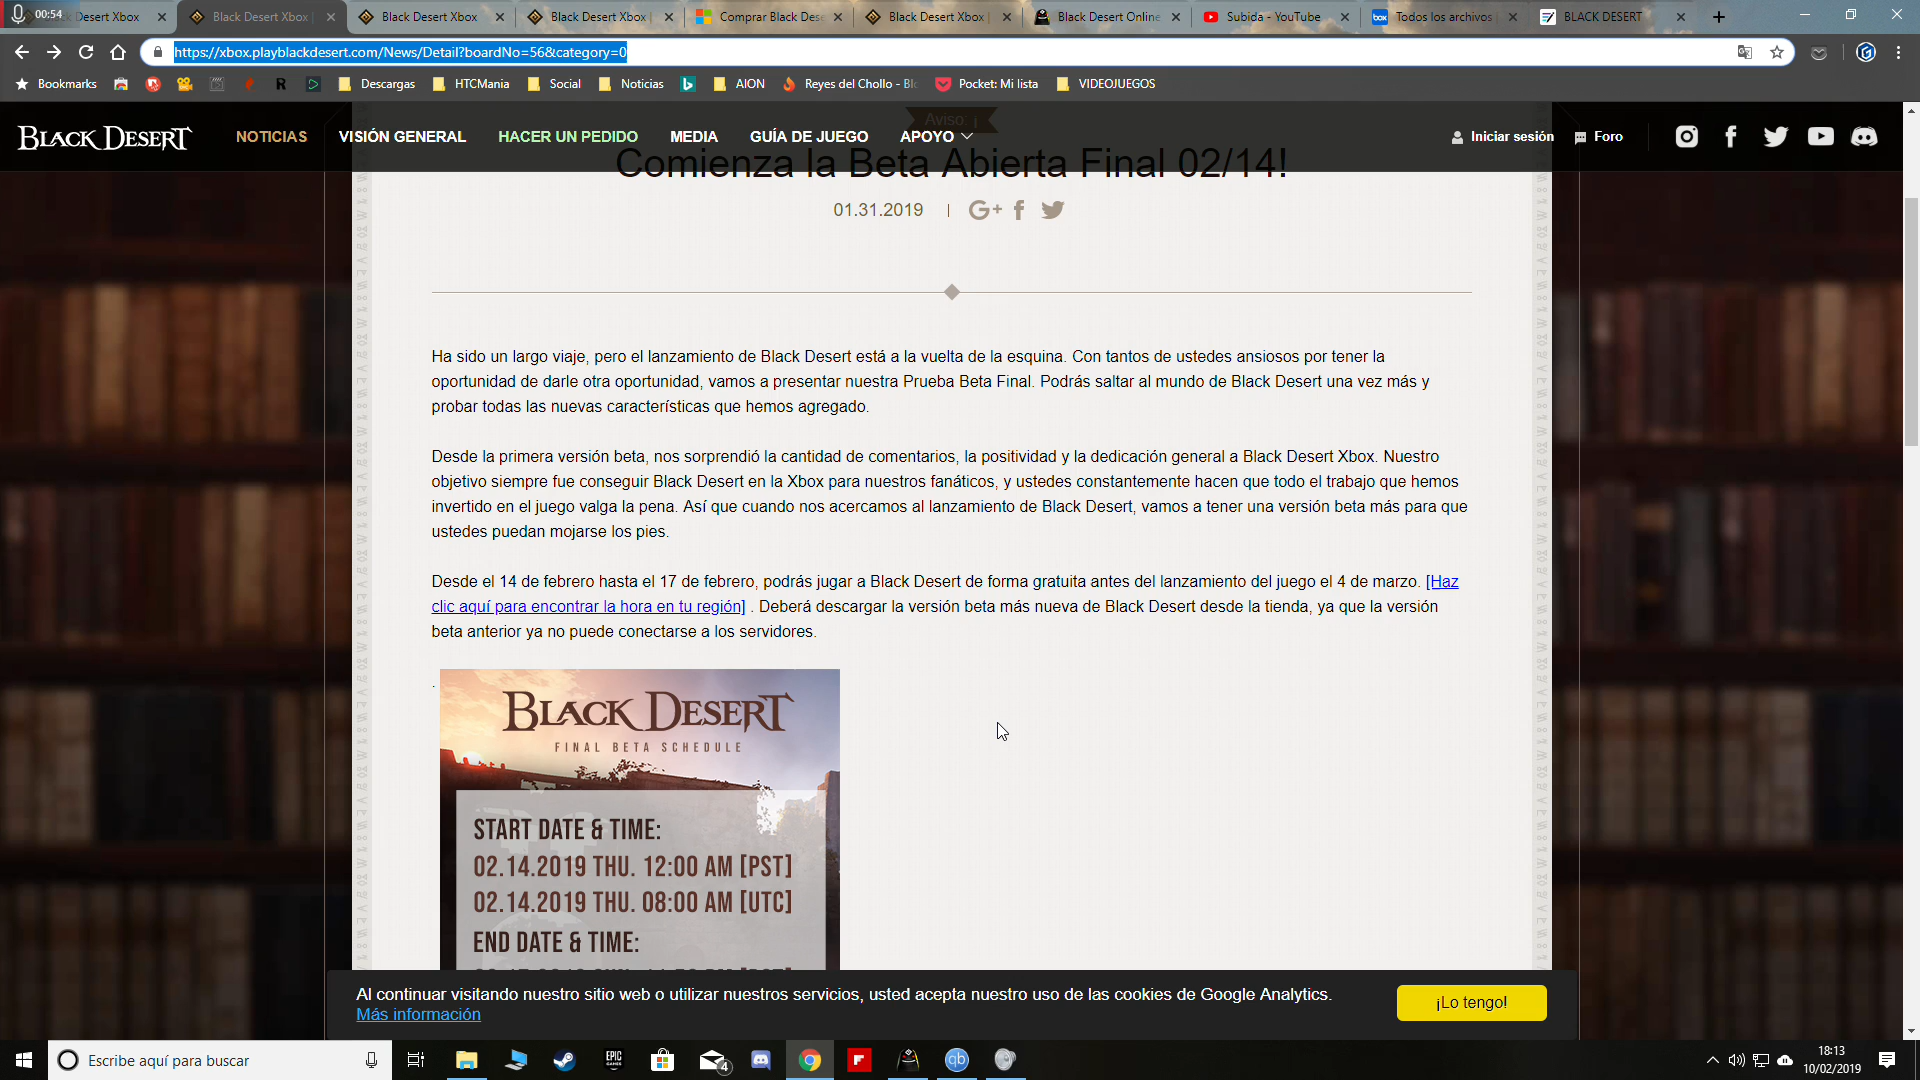 00:54
Desert Xbox
Black Desert Xbox |
Black Desert Xbox
Black Desert Xbox |
Comprar Black Dese
Black Desert Xbox |
Black Desert Online
Subida - YouTube
Todos los archivos
BLACK DESERT
https://xbox.playblackdesert.com/News/Detail?boardNo=56&category=0
Bookmarks
Descargas
HTCMania
Social
Noticias
AION
Reyes del Chollo - Bl
Pocket: Mi lista
VIDEOJUEGOS
BLACK DESERT
NOTICIAS
VISIÓN GENERAL
HACER UN PEDIDO
MEDIA
GUÍA DE JUEGO
APOYO
Iniciar sesión
Foro
Aviso:
Comienza la Beta Abierta Final 02/14!
01.31.2019 |
Ha sido un largo viaje, pero el lanzamiento de Black Desert está a la vuelta de la esquina. Con tantos de ustedes ansiosos por tener la
oportunidad de darle otra oportunidad, vamos a presentar nuestra Prueba Beta Final. Podrás saltar al mundo de Black Desert una vez más y
probar todas las nuevas características que hemos agregado.
Desde la primera versión beta, nos sorprendió la cantidad de comentarios, la positividad y la dedicación general a Black Desert Xbox. Nuestro
objetivo siempre fue conseguir Black Desert en la Xbox para nuestros fanáticos, y ustedes constantemente hacen que todo el trabajo que hemos
invertido en el juego valga la pena. Así que cuando nos acercamos al lanzamiento de Black Desert, vamos a tener una versión beta más para que
ustedes puedan mojarse los pies.
Desde el 14 de febrero hasta el 17 de febrero, podrás jugar a Black Desert de forma gratuita antes del lanzamiento del juego el 4 de marzo. [Haz
clic aquí para encontrar la hora en tu región] . Deberá descargar la versión beta más nueva de Black Desert desde la tienda, ya que la versión
beta anterior ya no puede conectarse a los servidores.
.
BLACK DESERT
FINAL BETA SCHEDULE
START DATE & TIME:
02.14.2019 THU. 12:00 AM [PST]
02.14.2019 THU. 08:00 AM [UTC]
END DATE & TIME:
Al continuar visitando nuestro sitio web o utilizar nuestros servicios, usted acepta nuestro uso de las cookies de Google Analytics.
Más información
¡Lo tengo!
Escribe aquí para buscar
EPIC GAMES
4
qb
18:13
10/02/2019